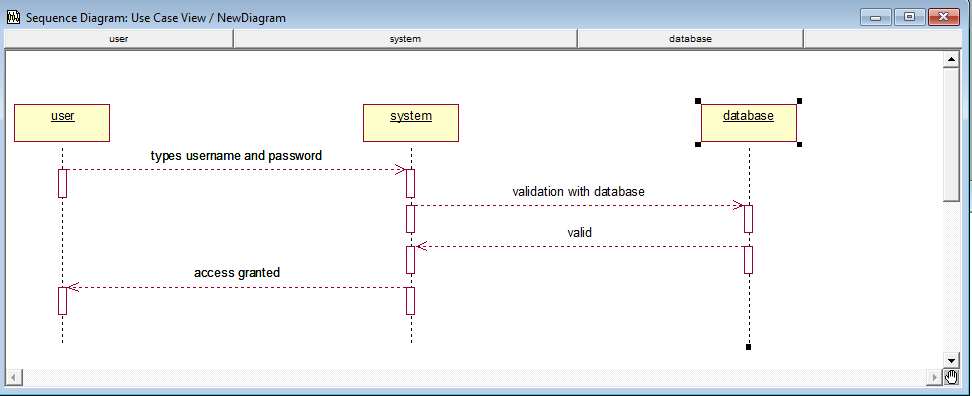 Sequence Diagram: Use Case View / NewDiagram
user system database
user system database
types username and password
validation with database
valid
access granted